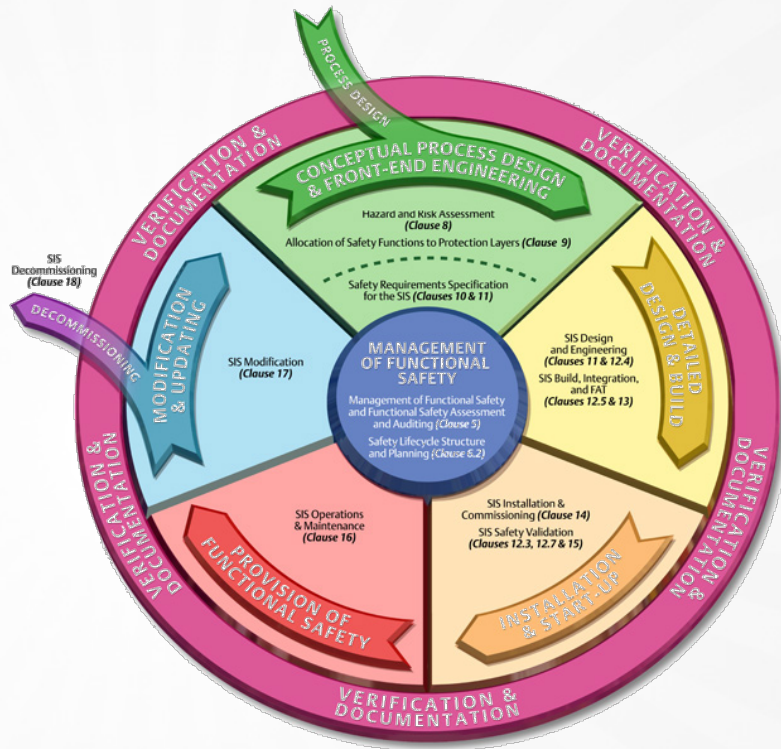 PROCESS DESIGN
CONCEPTUAL PROCESS DESIGN
& FRONT-END ENGINEERING
Hazard and Risk Assessment
(Clause 8)
Allocation of Safety Functions to Protection Layers (Clause 9)
Safety Requirements Specification
for the SIS (Clauses 10 & 11)
VERIFICATION &
DOCUMENTATION
VERIFICATION &
DOCUMENTATION
DETAILED
DESIGN & BUILD
SIS Design
and Engineering
(Clauses 11 & 12.4)
SIS Build, Integration,
and FAT
(Clauses 12.5 & 13)
VERIFICATION &
DOCUMENTATION
SIS Installation &
Commissioning (Clause 14)
SIS Safety Validation
(Clauses 12.3, 12.7 & 15)
INSTALLATION
& START-UP
VERIFICATION &
DOCUMENTATION
SIS Operations
& Maintenance
(Clause 16)
PROVISION OF
FUNCTIONAL SAFETY
VERIFICATION &
DOCUMENTATION
SIS Modification
(Clause 17)
MODIFICATION
& UPDATING
SIS
Decommissioning
(Clause 18)
DECOMMISSIONING
MANAGEMENT
OF FUNCTIONAL
SAFETY
Management of Functional Safety
and Functional Safety Assessment
and Auditing (Clause 5)
Safety Lifecycle Structure
and Planning (Clause 6.2)